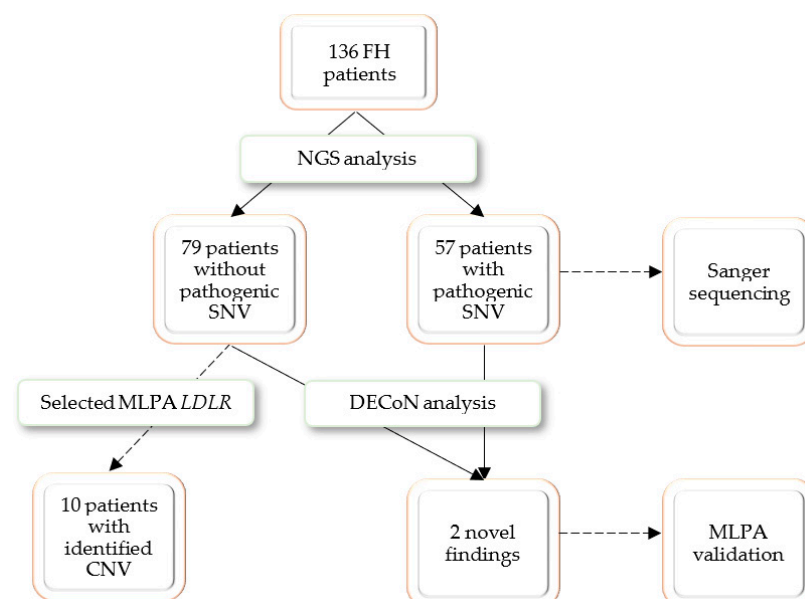 136 FH
patients
NGS analysis
79 patients
without
pathogenic
SNV
57 patients
with
pathogenic
SNV
Sanger
sequencing
Selected MLPA LDLR
DECoN analysis
10 patients
with
identified
CNV
2 novel
findings
MLPA
validation